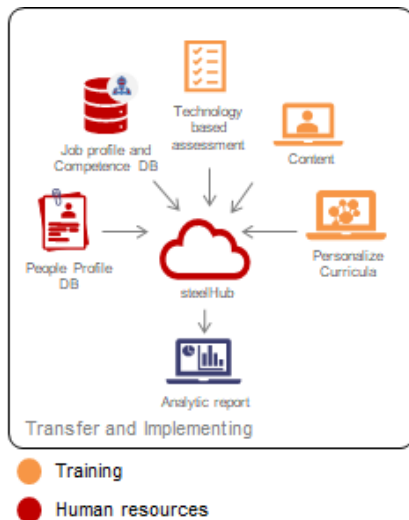 Technology
based
assessment
Job profile and
Competence DB
Content
People Profile
DB
Personalize
Curricula
steelHub
Analytic report
Transfer and Implementing
Training
Human resources